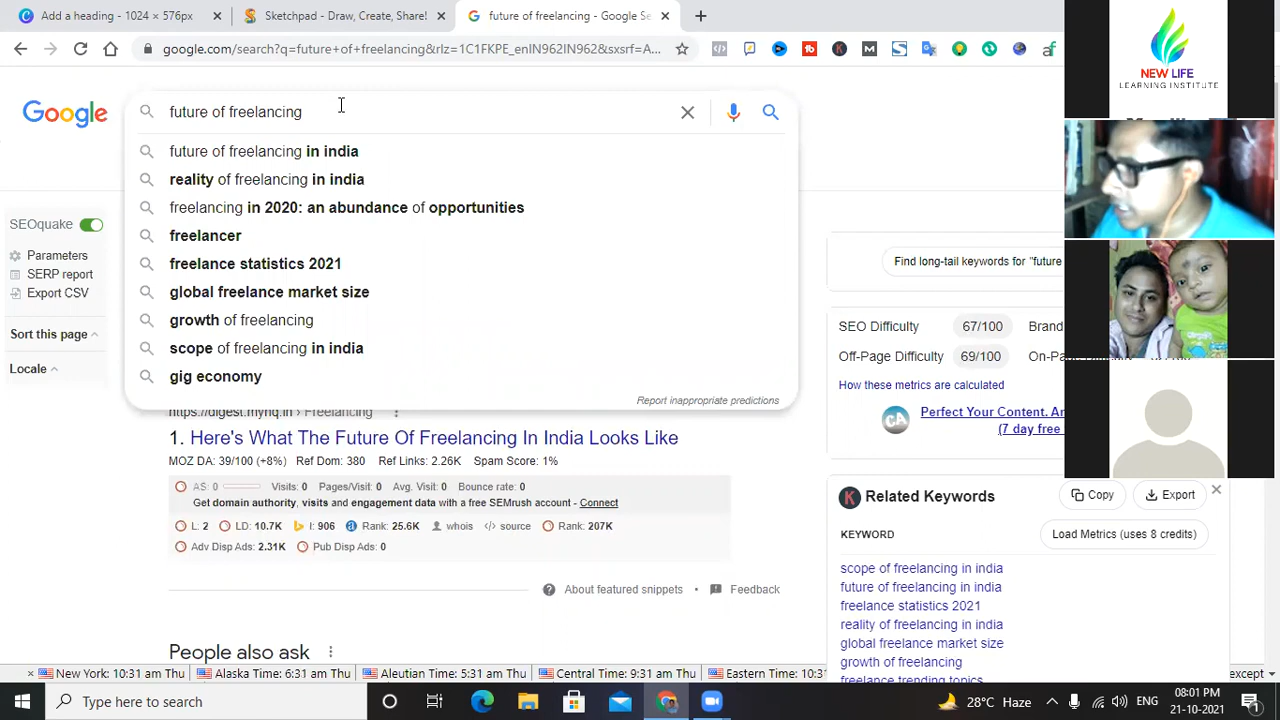 Add a heading - 1024 × 576px
Sketchpad - Draw, Create, Share!
future of freelancing - Google Se
google.com/search?q=future+of+freelancing&rlz=1C1FKPE_enIN962IN962&sxsrf=A...
NEW LIFE
LEARNING INSTITUTE
Google
future of freelancing
future of freelancing in india
reality of freelancing in india
freelancing in 2020: an abundance of opportunities
freelancer
freelance statistics 2021
global freelance market size
growth of freelancing
scope of freelancing in india
gig economy
Report inappropriate predictions
SEOquake
Parameters
SERP report
Export CSV
Sort this page
Locale
Find long-tail keywords for "future
SEO Difficulty 67/100 Brand
Off-Page Difficulty 69/100
How these metrics are calculated
Perfect Your Content.
(7 day free
https://digest.myhq.in › Freelancing
1. Here's What The Future Of Freelancing In India Looks Like
MOZ DA: 39/100 (+8%) Ref Dom: 380 Ref Links: 2.26K Spam Score: 1%
AS: 0 Visits: 0 Pages/Visit: 0 Avg. Visit: 0 Bounce rate: 0
Get domain authority, visits and engagement data with a free SEMrush account - Connect
L: 2 LD: 10.7K I: 906 Rank: 25.6K whois source Rank: 207K
Adv Disp Ads: 2.31K Pub Disp Ads: 0
About featured snippets • Feedback
People also ask
Related Keywords Copy Export
KEYWORD Load Metrics (uses 8 credits)
scope of freelancing in india
future of freelancing in india
freelance statistics 2021
reality of freelancing in india
global freelance market size
growth of freelancing
freelance trending topics
New York: 10:31 am Thu Alaska Time: 6:31 am Thu Aleutian Time: 5:31 am Thu Central Time: 9:31 am Thu Eastern Time: 10:3 except
Type here to search
28°C Haze
ENG
08:01 PM
21-10-2021
1